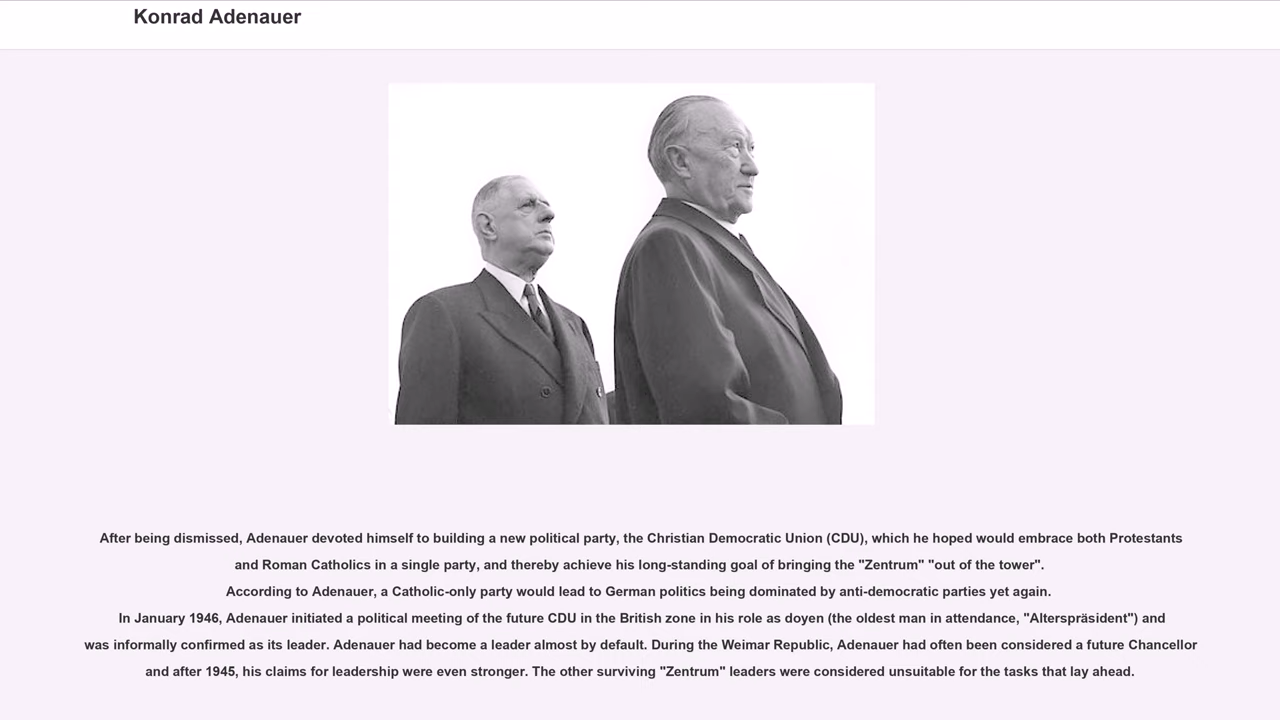 Konrad Adenauer
After being dismissed, Adenauer devoted himself to building a new political party, the Christian Democratic Union (CDU), which he hoped would embrace both Protestants
and Roman Catholics in a single party, and thereby achieve his long-standing goal of bringing the "Zentrum" "out of the tower".
According to Adenauer, a Catholic-only party would lead to German politics being dominated by anti-democratic parties yet again.
In January 1946, Adenauer initiated a political meeting of the future CDU in the British zone in his role as doyen (the oldest man in attendance, "Alterspräsident") and
was informally confirmed as its leader. Adenauer had become a leader almost by default. During the Weimar Republic, Adenauer had often been considered a future Chancellor
and after 1945, his claims for leadership were even stronger. The other surviving "Zentrum" leaders were considered unsuitable for the tasks that lay ahead.